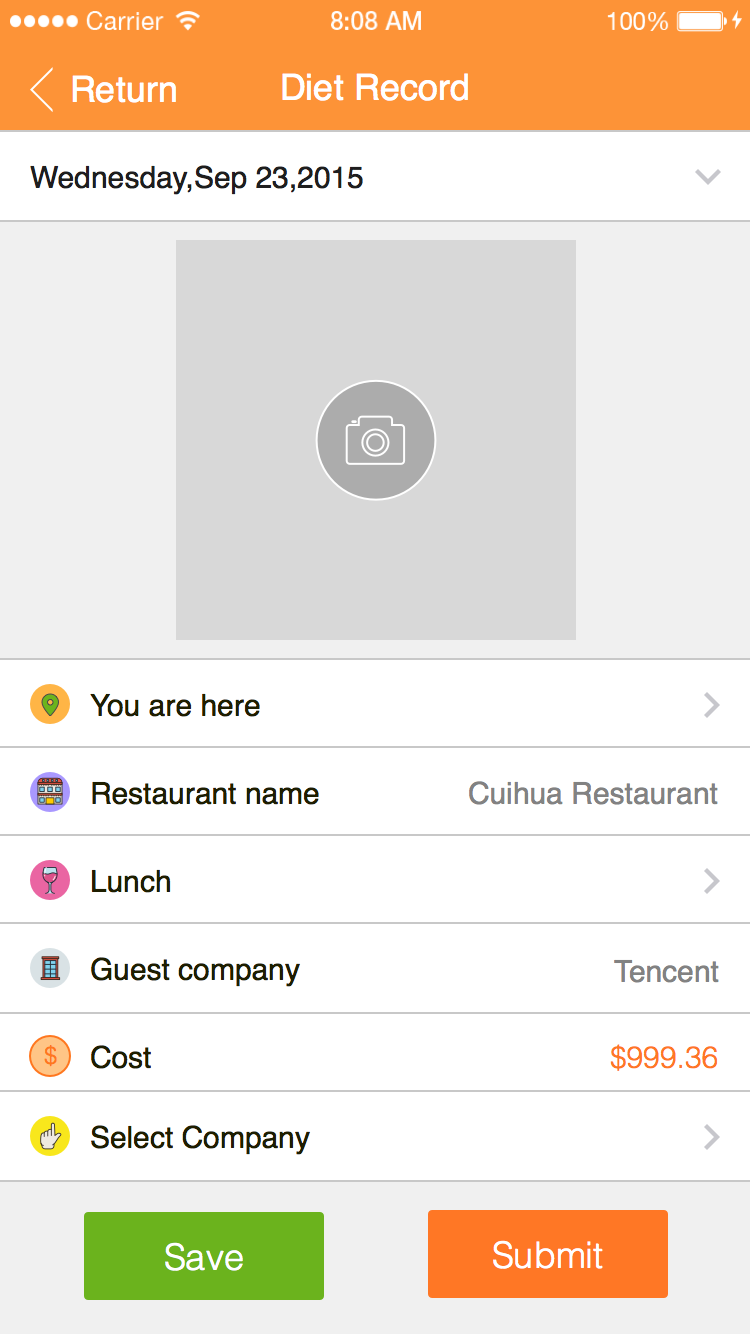 Carrier 8:08 AM 100%
Return Diet Record
Wednesday,Sep 23,2015
You are here
Restaurant name Cuihua Restaurant
Lunch
Guest company Tencent
$ Cost $999.36
Select Company
Save Submit